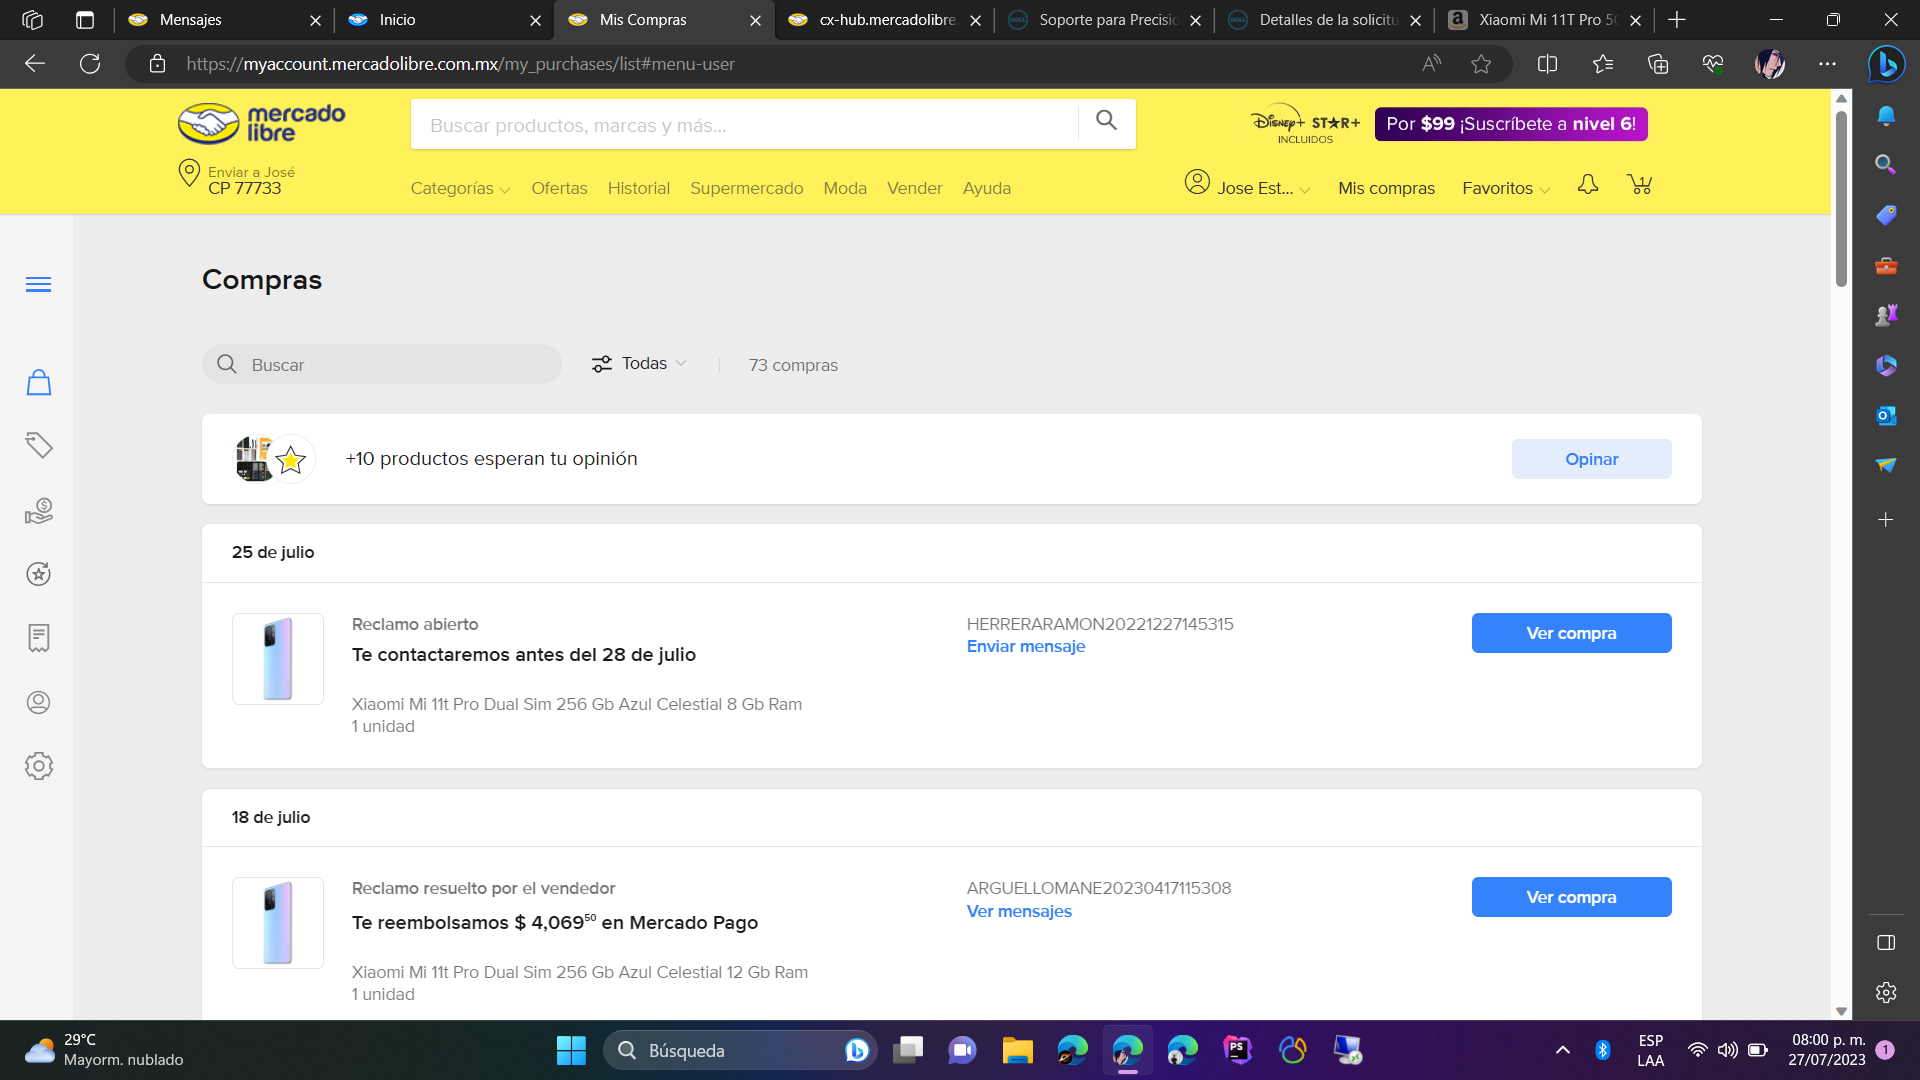 Mensajes
Inicio
Mis Compras
cx-hub.mercadolibre.
Soporte para Precisic
Detalles de la solicitu
Xiaomi Mi 11T Pro 5G
https://myaccount.mercadolibre.com.mx/my_purchases/list#menu-user
mercado
libre
Buscar productos, marcas y más...
Disney+ STAR+
INCLUIDOS
Por $99 ¡Suscríbete a nivel 6!
Enviar a José
CP 77733
Categorías
Ofertas
Historial
Supermercado
Moda
Vender
Ayuda
Jose Est...
Mis compras
Favoritos
1
Compras
Buscar
Todas
73 compras
+10 productos esperan tu opinión
Opinar
25 de julio
Reclamo abierto
Te contactaremos antes del 28 de julio
Xiaomi Mi 11t Pro Dual Sim 256 Gb Azul Celestial 8 Gb Ram
1 unidad
HERRERARAMON20221227145315
Enviar mensaje
Ver compra
18 de julio
Reclamo resuelto por el vendedor
Te reembolsamos $ 4,069⁵⁰ en Mercado Pago
Xiaomi Mi 11t Pro Dual Sim 256 Gb Azul Celestial 12 Gb Ram
1 unidad
ARGUELLOMANE20230417115308
Ver mensajes
Ver compra
29°C
Mayorm. nublado
Búsqueda
PS
ESP
LAA
08:00 p. m.
27/07/2023
1